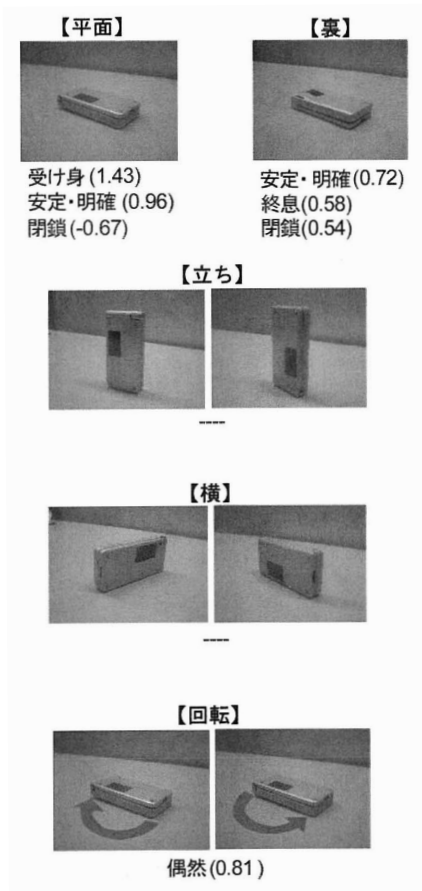 【平面】
受け身(1.43)
安定・明確(0.96)
閉鎖(-0.67)
【裏】
安定・明確(0.72)
終息(0.58)
閉鎖(0.54)
【立ち】
----
【横】
----
【回転】
偶然(0.81)